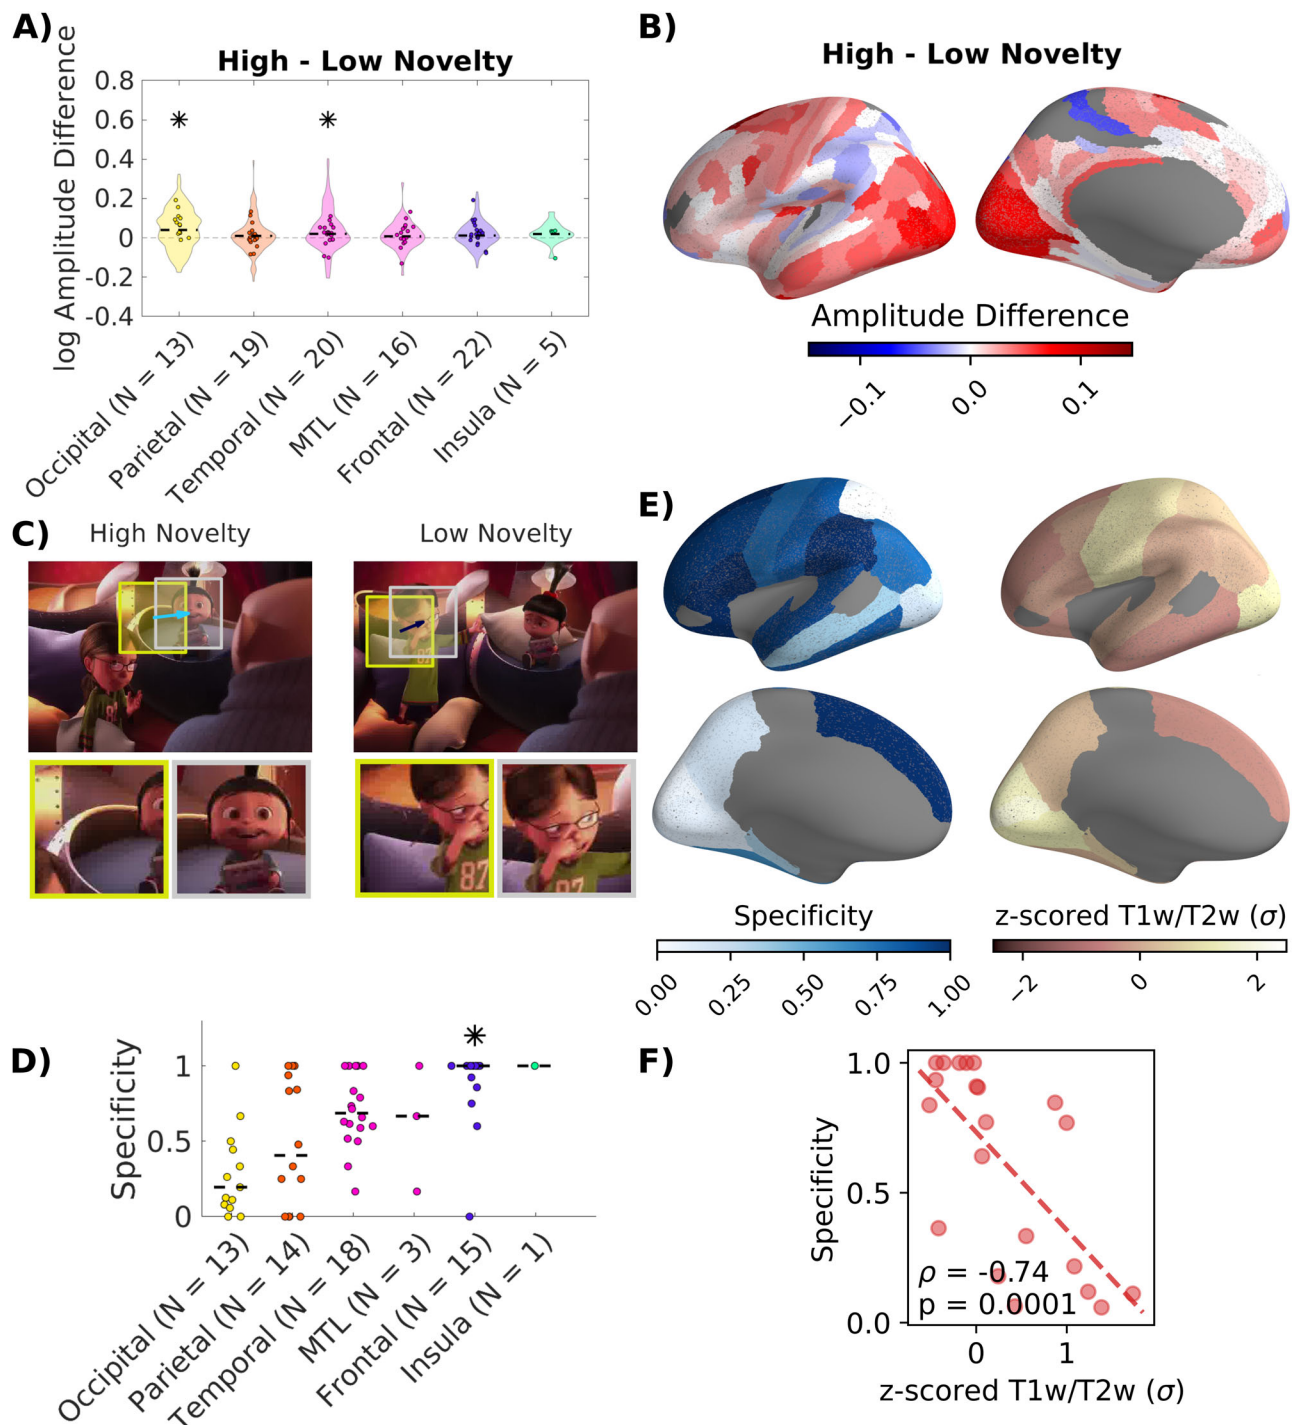 A)
High - Low Novelty
log Amplitude Difference
0.8
0.6
0.4
0.2
0
-0.2
-0.4
Occipital (N = 13)
Parietal (N = 19)
Temporal (N = 20)
MTL (N = 16)
Frontal (N = 22)
Insula (N = 5)
B)
High - Low Novelty
Amplitude Difference
−0.1
0.0
0.1
C)
High Novelty
Low Novelty
87
87
87
D)
Specificity
1
0.5
0
Occipital (N = 13)
Parietal (N = 14)
Temporal (N = 18)
MTL (N = 3)
Frontal (N = 15)
Insula (N = 1)
E)
Specificity
0.00
0.25
0.50
0.75
1.00
z-scored T1w/T2w (σ)
−2
0
2
F)
Specificity
1.0
0.5
0.0
ρ = -0.74
p = 0.0001
0
1
z-scored T1w/T2w (σ)